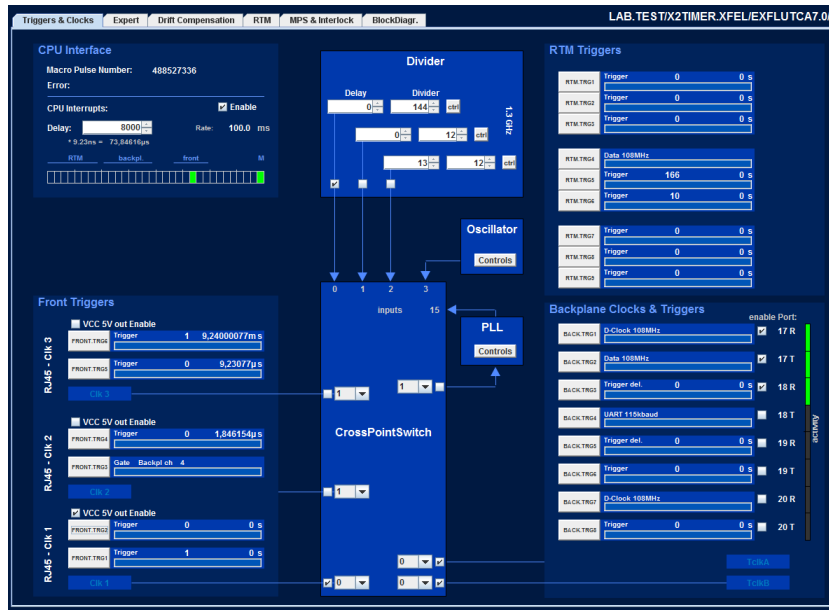 Triggers & Clocks Expert Drift Compensation RTM MPS & Interlock BlockDiagr. LAB.TEST/X2TIMER.XFEL/EXFLUTCA7.0/
CPU Interface
Macro Pulse Number: 488527336
Error:
CPU Interrupts: Enable
Delay: 8000 Rate: 100.0 ms
* 9.23ns = 73,84616µs
RTM backpl. front M
Divider
Delay Divider
0 144 ctrl
0 12 ctrl
13 12 ctrl
1.3 GHz
RTM Triggers
RTM.TRG1 Trigger 0 0 s
RTM.TRG2 Trigger 0 0 s
RTM.TRG3 Trigger 0 0 s
RTM.TRG4 Data 108MHz
RTM.TRG5 Trigger 166 0 s
RTM.TRG6 Trigger 10 0 s
RTM.TRG7 Trigger 0 0 s
RTM.TRG8 Trigger 0 0 s
RTM.TRG9 Trigger 0 0 s
Oscillator
Controls
0 1 2 3
inputs 15
PLL
Controls
1
1
CrossPointSwitch
1
0
0 0
Front Triggers
RJ45 - Clk 3
VCC 5V out Enable
FRONT.TRG6 Trigger 1 9,24000077m s
FRONT.TRG5 Trigger 0 9,23077µ s
Clk 3
RJ45 - Clk 2
VCC 5V out Enable
FRONT.TRG4 Trigger 0 1,846154µ s
FRONT.TRG3 Gate Backpl ch 4
Clk 2
RJ45 - Clk 1
VCC 5V out Enable
FRONT.TRG2 Trigger 0 0 s
FRONT.TRG1 Trigger 1 0 s
Clk 1
Backplane Clocks & Triggers
enable Port:
BACK.TRG1 D-Clock 108MHz 17 R
BACK.TRG2 Data 108MHz 17 T
BACK.TRG3 Trigger del. 0 0 s 18 R
BACK.TRG4 UART 115kbaud 18 T
BACK.TRG5 Trigger del. 0 0 s 19 R
BACK.TRG6 Trigger 0 0 s 19 T
BACK.TRG7 D-Clock 108MHz 20 R
BACK.TRG8 Trigger 0 0 s 20 T
activity
TclkA
TclkB